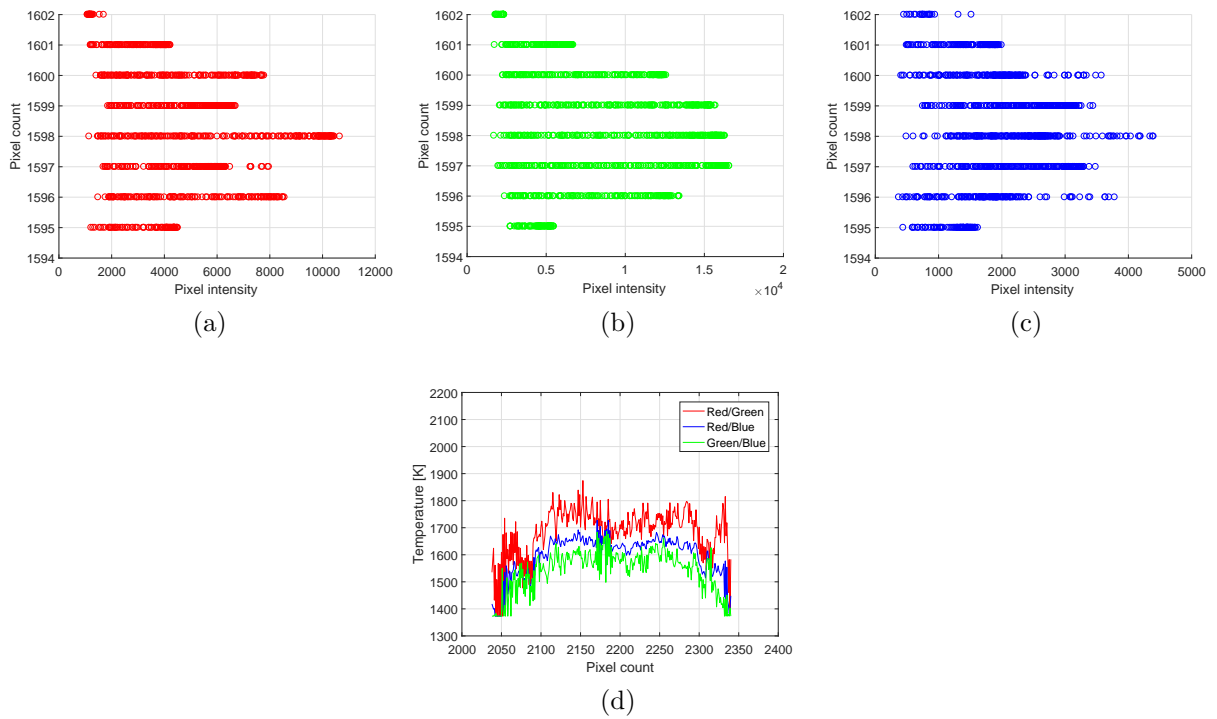 1602
1601
1600
1599
1598
1597
1596
1595
1594
Pixel count
0 2000 4000 6000 8000 10000 12000
Pixel intensity
(a)
1602
1601
1600
1599
1598
1597
1596
1595
1594
Pixel count
0 0.5 1 1.5 2
Pixel intensity
×10⁴
(b)
1602
1601
1600
1599
1598
1597
1596
1595
1594
Pixel count
0 1000 2000 3000 4000 5000
Pixel intensity
(c)
2200
2100
2000
1900
1800
1700
1600
1500
1400
1300
Temperature [K]
Red/Green
Red/Blue
Green/Blue
2000 2050 2100 2150 2200 2250 2300 2350 2400
Pixel count
(d)